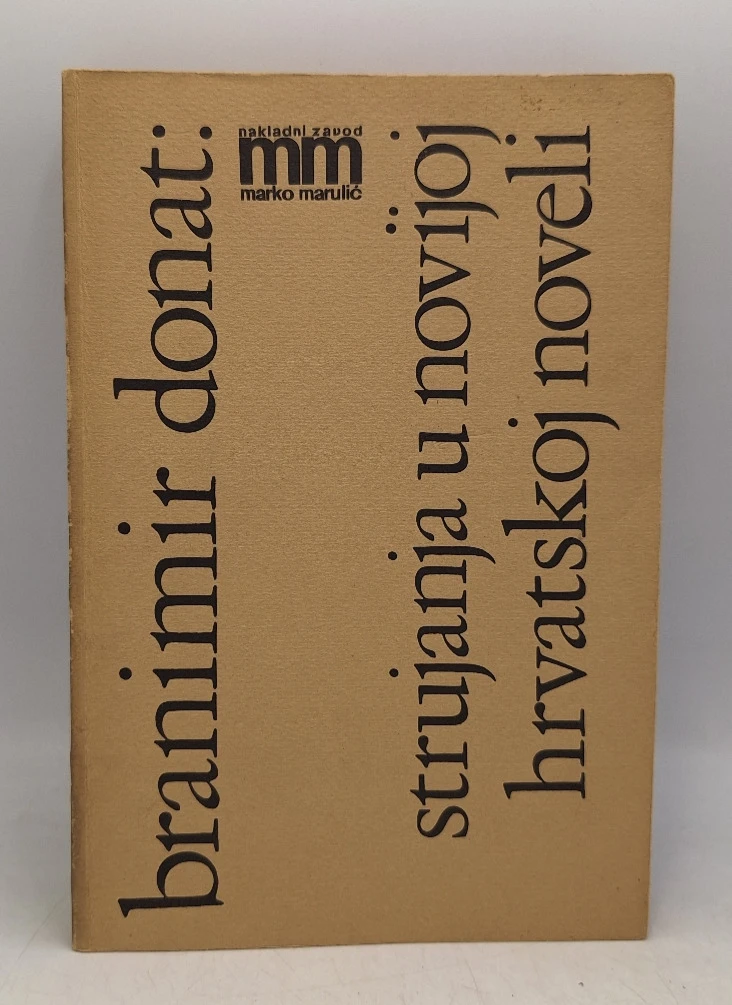 branimir donat:
nakladni zavod
mm
marko marulić
strujanja u novijoj
hrvatskoj noveli